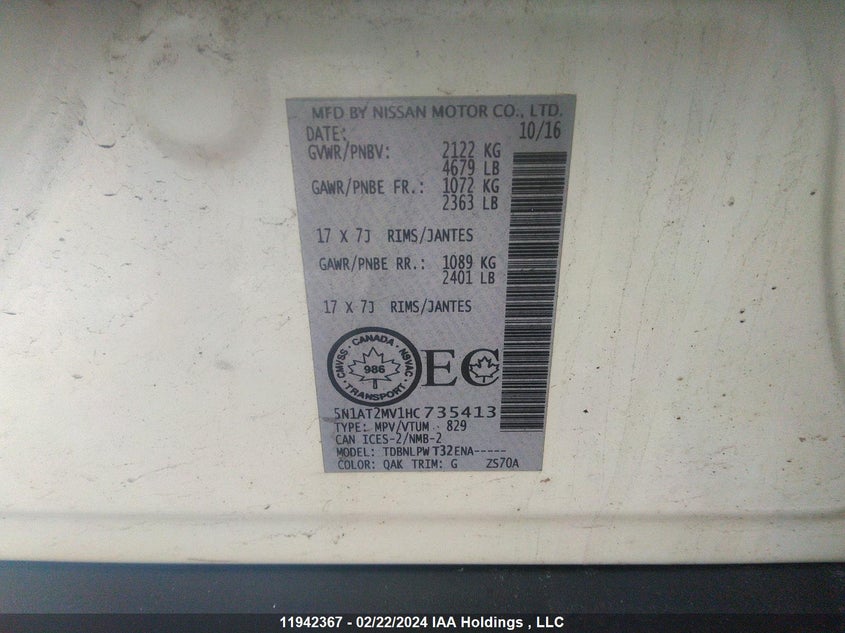 MFD BY NISSAN MOTOR CO., LTD.
DATE: 10/16
GVWR/PNBV: 2122 KG
4679 LB
GAWR/PNBE FR.: 1072 KG
2363 LB
17 X 7J RIMS/JANTES
GAWR/PNBE RR.: 1089 KG
2401 LB
17 X 7J RIMS/JANTES
CMVSS · CANADA · NSVAC
986
TRANSPORT
EC
5N1AT2MV1HC735413
TYPE: MPV/VTUM 829
CAN ICES-2/NMB-2
MODEL: TDBNLPW T32ENA-----
COLOR: QAK TRIM: G ZS70A
11942367 - 02/22/2024 IAA Holdings , LLC